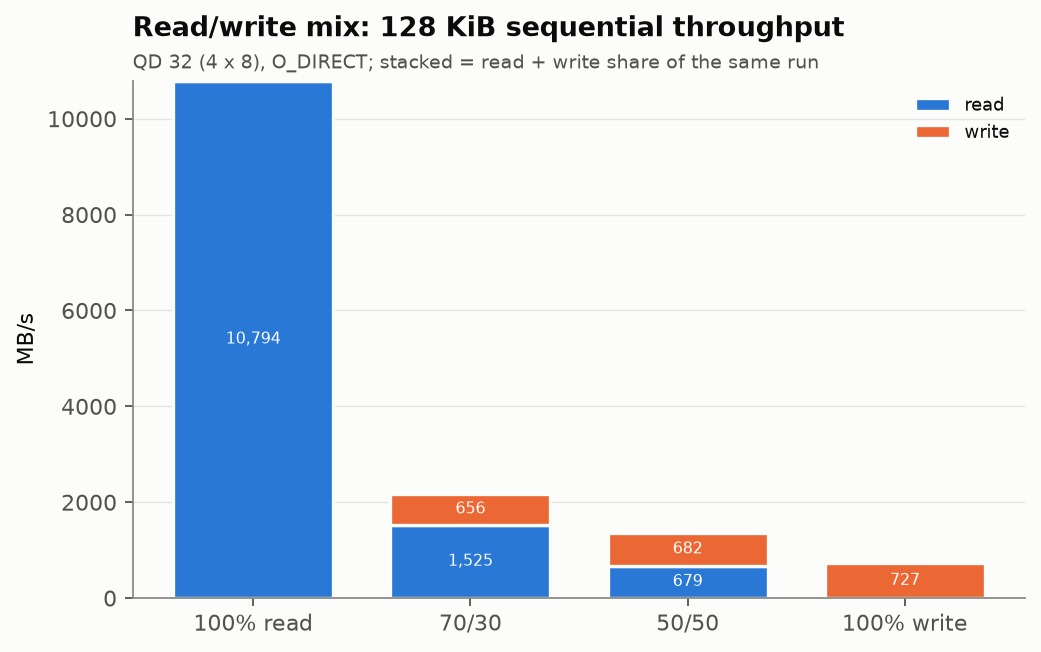 Read/write mix: 128 KiB sequential throughput
QD 32 (4 x 8), O_DIRECT; stacked = read + write share of the same run
read
write
MB/s
10000
8000
6000
4000
2000
0
10,794
656
1,525
682
679
727
100% read
70/30
50/50
100% write